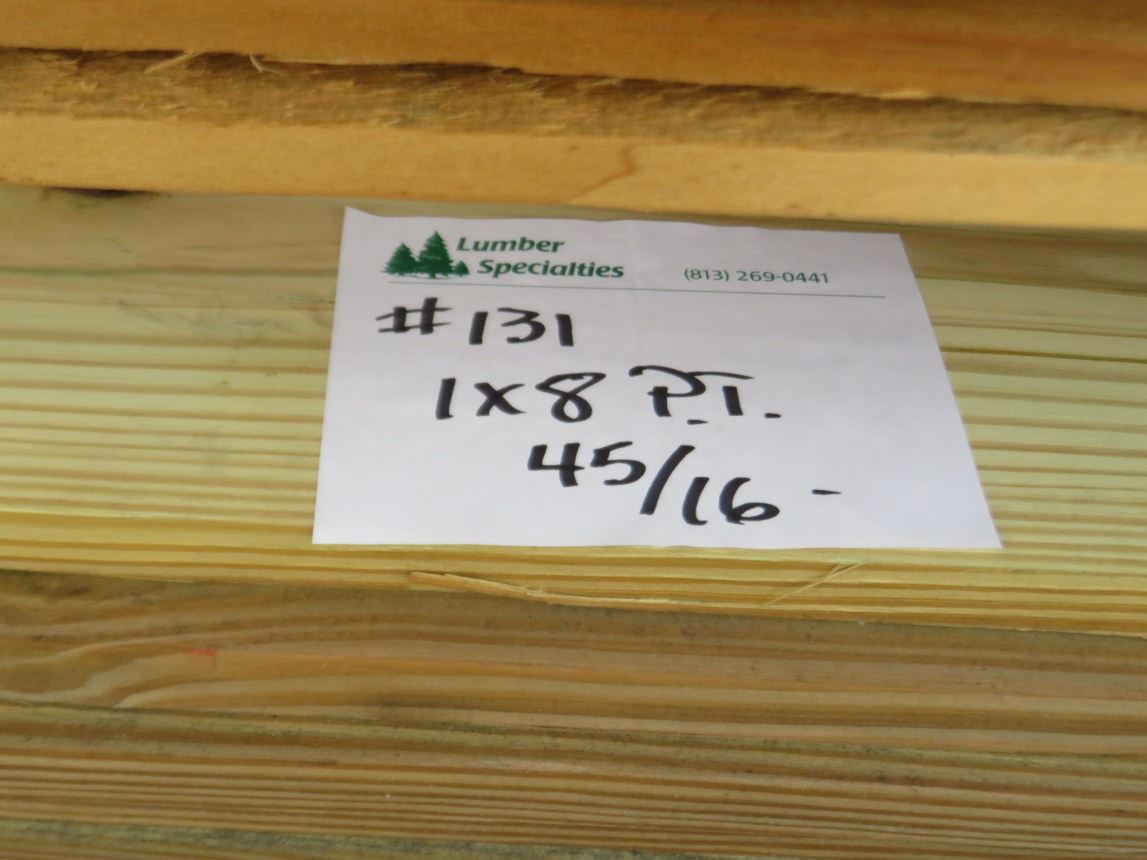 Lumber
Specialties
(813) 269-0441
#131
1x8 P.T.
45/16 -